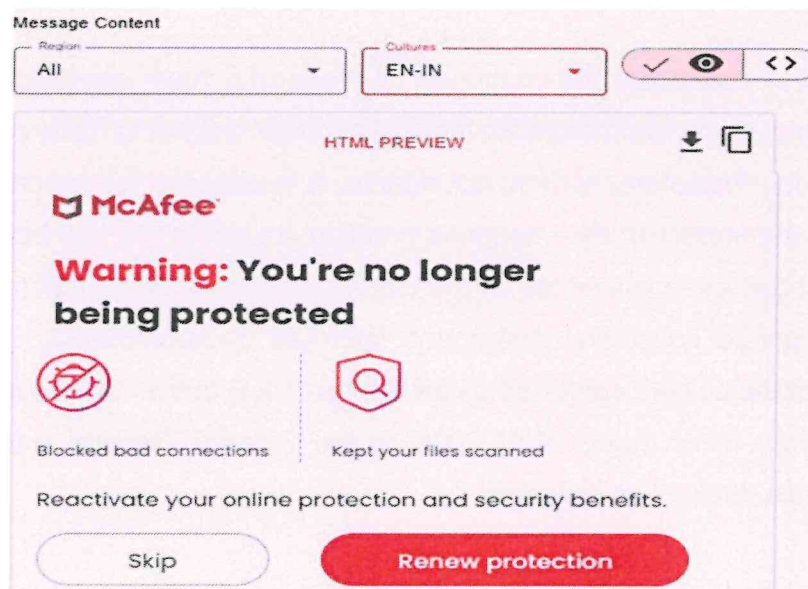 Message Content
Region
All
Cultures
EN-IN
HTML PREVIEW
McAfee
Warning: You're no longer
being protected
Blocked bad connections
Kept your files scanned
Reactivate your online protection and security benefits.
Skip
Renew protection